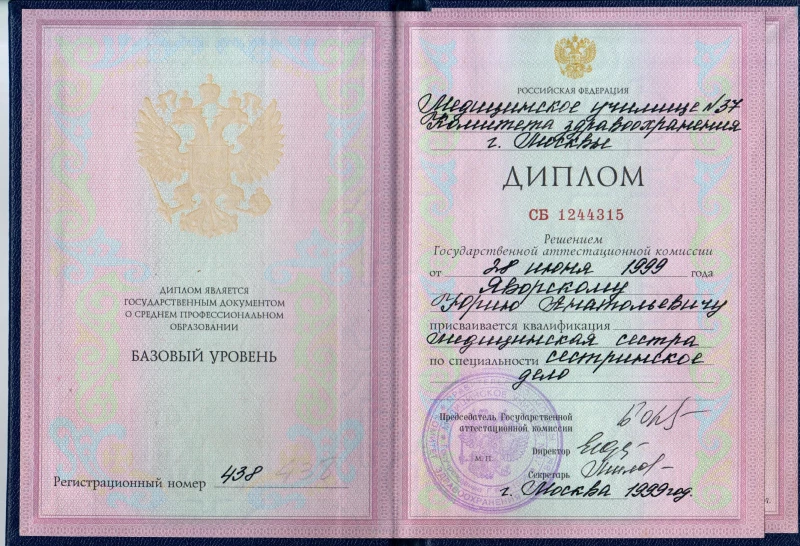 ДИПЛОМ ЯВЛЯЕТСЯ
ГОСУДАРСТВЕННЫМ ДОКУМЕНТОМ
О СРЕДНЕМ ПРОФЕССИОНАЛЬНОМ
ОБРАЗОВАНИИ
БАЗОВЫЙ УРОВЕНЬ
Регистрационный номер 438 438
РОССИЙСКАЯ ФЕДЕРАЦИЯ
Медицинское училище №37
Комитета здравоохранения
г. Москвы
ДИПЛОМ
СБ 1244315
Решением
Государственной аттестационной комиссии
от 28 июня 1999 года
Яворскому
Юрию Анатольевичу
присваивается квалификация
Медицинская сестра
по специальности сестринское
дело
Председатель Государственной
аттестационной комиссии
М. П.
Директор
Секретарь
г. Москва 1999 год.